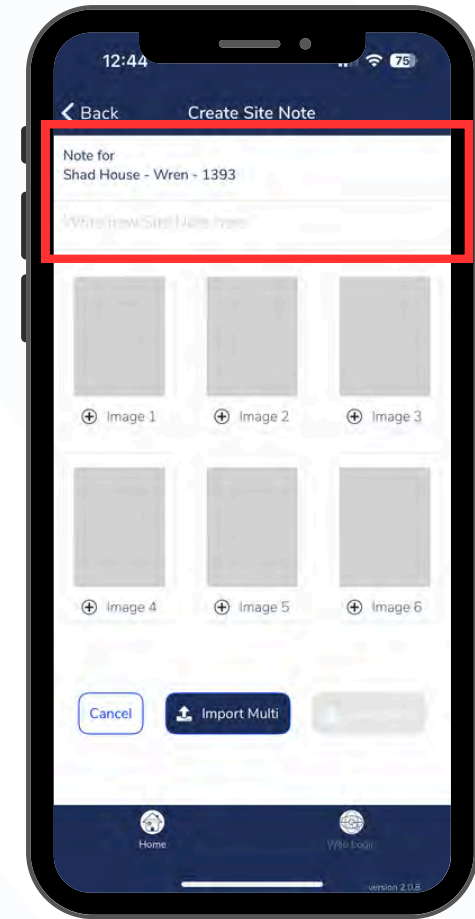 12:44
75
Back
Create Site Note
Note for
Shad House - Wren - 1393
Write new Site Note here
Image 1
Image 2
Image 3
Image 4
Image 5
Image 6
Cancel
Import Multi
Home
Web Login
version 2.0.8